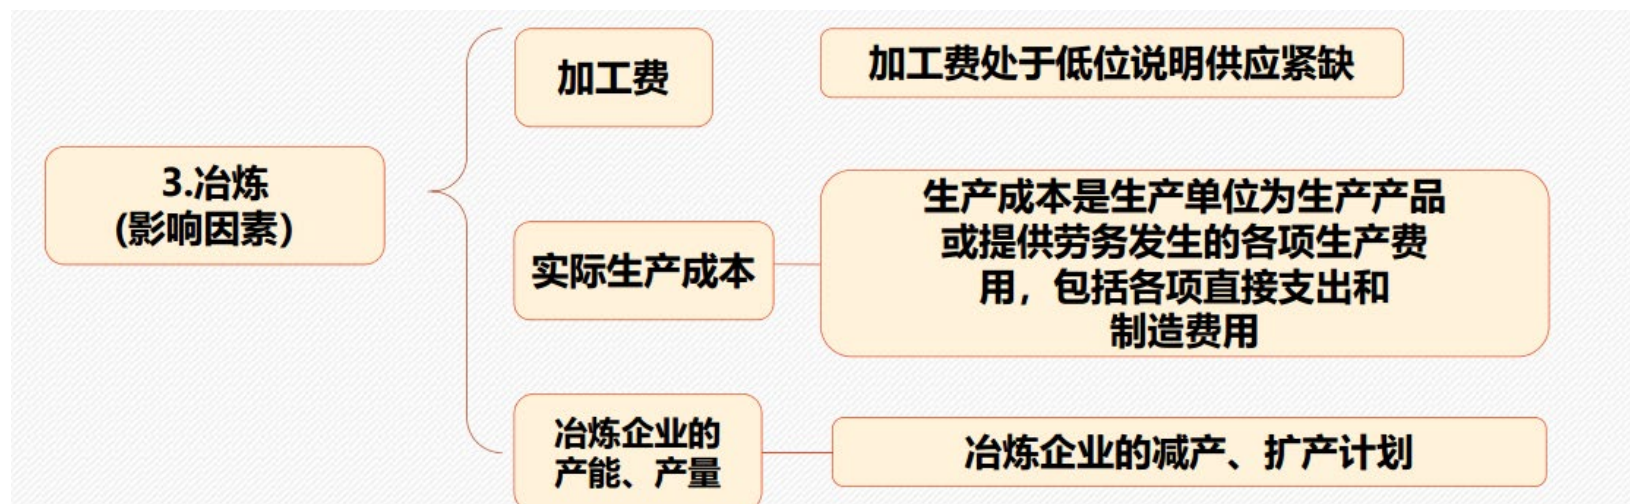 3.冶炼
(影响因素)
加工费
加工费处于低位说明供应紧缺
实际生产成本
生产成本是生产单位为生产产品
或提供劳务发生的各项生产费
用，包括各项直接支出和
制造费用
冶炼企业的
产能、产量
冶炼企业的减产、扩产计划